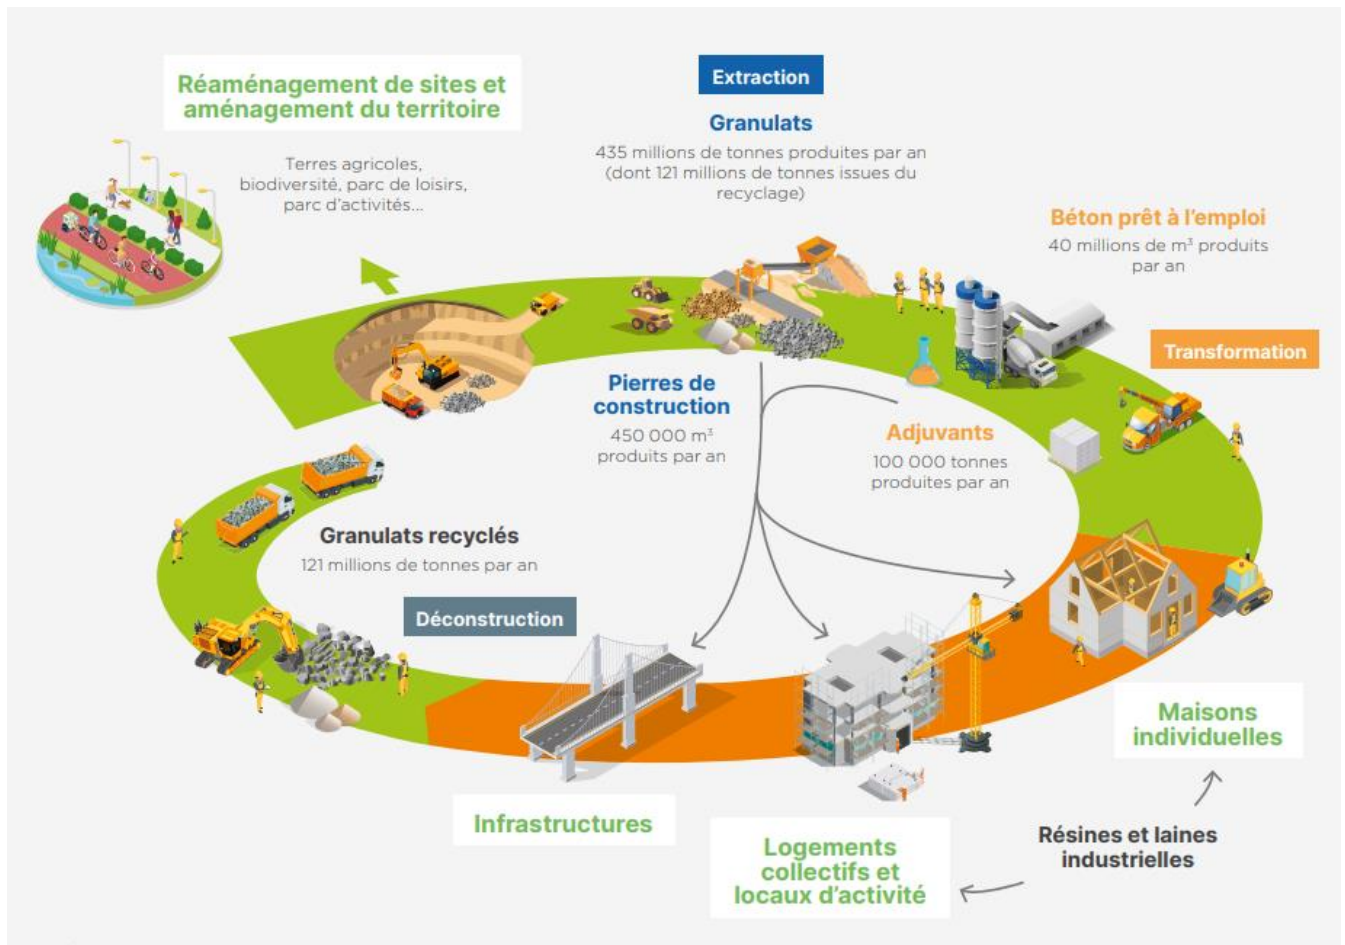 Réaménagement de sites et
aménagement du territoire
Terres agricoles,
biodiversité, parc de loisirs,
parc d'activités...
Extraction
Granulats
435 millions de tonnes produites par an
(dont 121 millions de tonnes issues du
recyclage)
Béton prêt à l'emploi
40 millions de m³ produits
par an
Transformation
Pierres de
construction
450 000 m³
produits par an
Adjuvants
100 000 tonnes
produites par an
Granulats recyclés
121 millions de tonnes par an
Déconstruction
Maisons
individuelles
Infrastructures
Logements
collectifs et
locaux d'activité
Résines et laines
industrielles